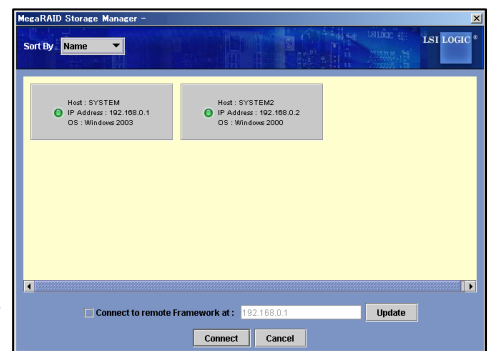 MegaRAID Storage Manager -
Sort By Name
LSI LOGIC ®
Host : SYSTEM
IP Address : 192.168.0.1
OS : Windows 2003
Host : SYSTEM2
IP Address : 192.168.0.2
OS : Windows 2000
Connect to remote Framework at : 192.168.0.1 Update
Connect Cancel